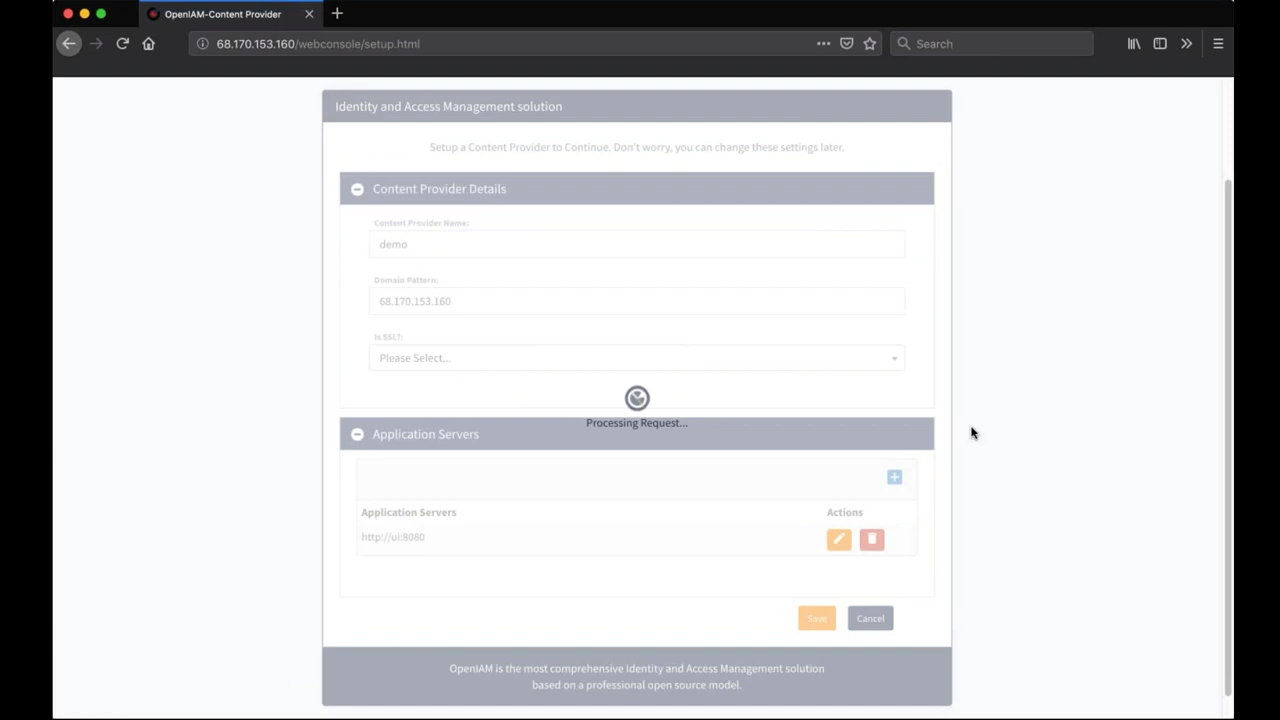 OpenIAM-Content Provider
68.170.153.160/webconsole/setup.html
Search
Identity and Access Management solution
Setup a Content Provider to Continue. Don't worry, you can change these settings later.
Content Provider Details
Content Provider Name:
demo
Domain Pattern:
68.170.153.160
Is SSL?:
Please Select...
Processing Request...
Application Servers
Application Servers Actions
http://ui:8080
Save Cancel
OpenIAM is the most comprehensive Identity and Access Management solution
based on a professional open source model.